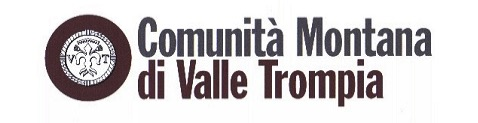 V T
Comunità Montana
di Valle Trompia